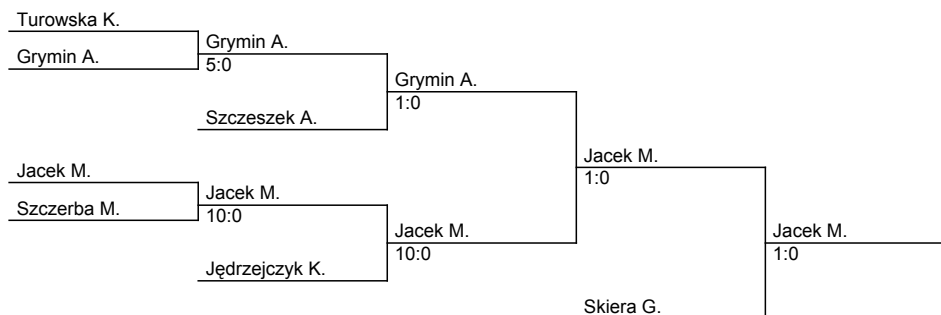 Turowska K.
Grymin A.
Grymin A.
5:0
Grymin A.
1:0
Szczeszek A.
Jacek M.
1:0
Jacek M.
Szczerba M.
Jacek M.
10:0
Jacek M.
10:0
Jacek M.
1:0
Jędrzejczyk K.
Skiera G.